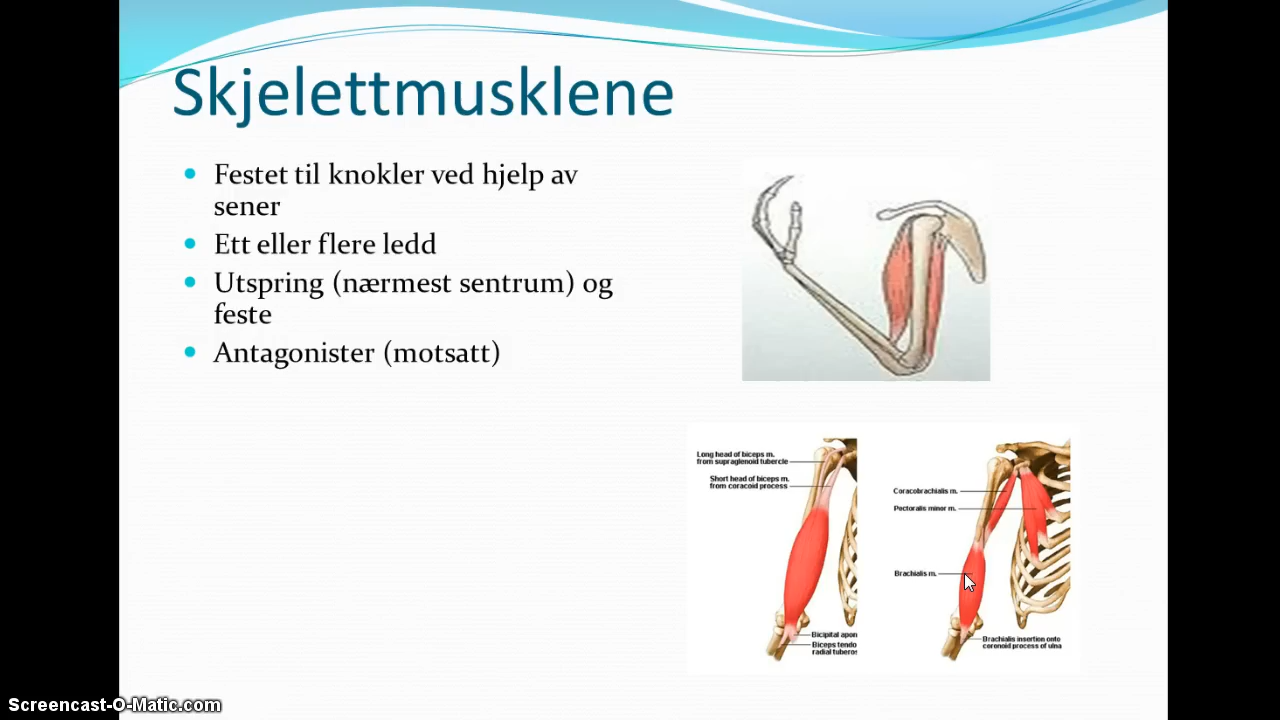 Skjelettmusklene
Festet til knokler ved hjelp av
sener
Ett eller flere ledd
Utspring (nærmest sentrum) og
feste
Antagonister (motsatt)
Long head of biceps m.
from supraglenoid tubercle
Short head of biceps m.
from coracoid process
Bicipital apon
Biceps tendo
radial tuberos
Coracobrachialis m.
Pectoralis minor m.
Brachialis m.
Brachialis insertion onto
coronoid process of ulna
Screencast-O-Matic.com